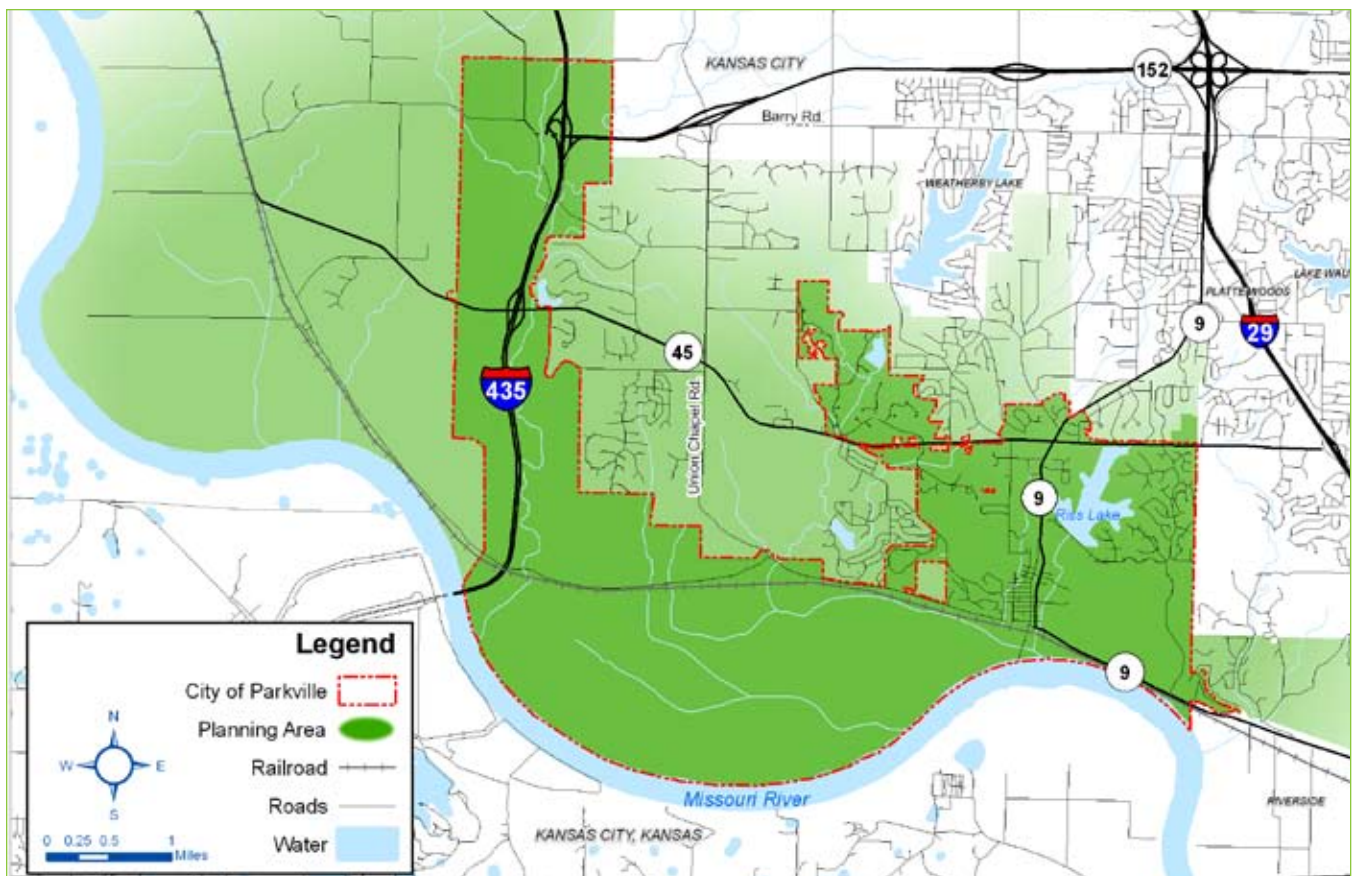 KANSAS CITY
152
Barry Rd.
WEATHERBY LAKE
LAKE WAU
PLATTE WOODS
9
29
45
435
Union Chapel Rd.
9
Riss Lake
9
Missouri River
RIVERSIDE
KANSAS CITY, KANSAS
Legend
City of Parkville
Planning Area
Railroad
Roads
Water
N
W E
S
0 0.25 0.5 1
Miles